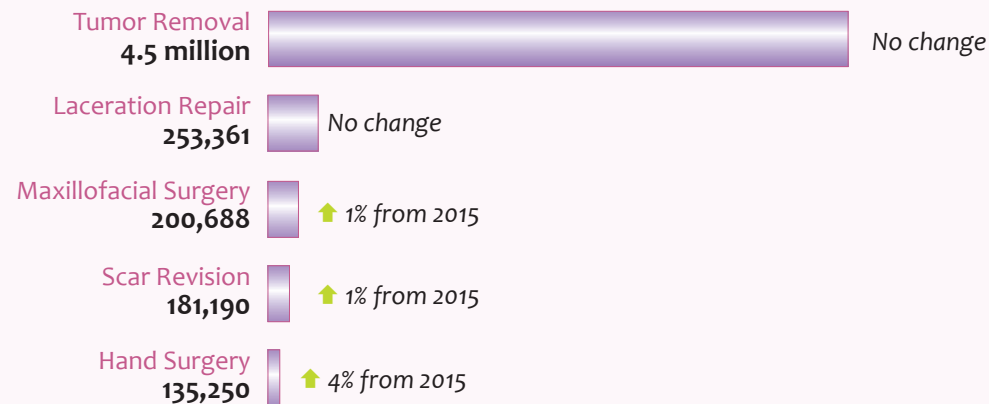 Tumor Removal
4.5 million
No change
Laceration Repair
253,361
No change
Maxillofacial Surgery
200,688
1% from 2015
Scar Revision
181,190
1% from 2015
Hand Surgery
135,250
4% from 2015